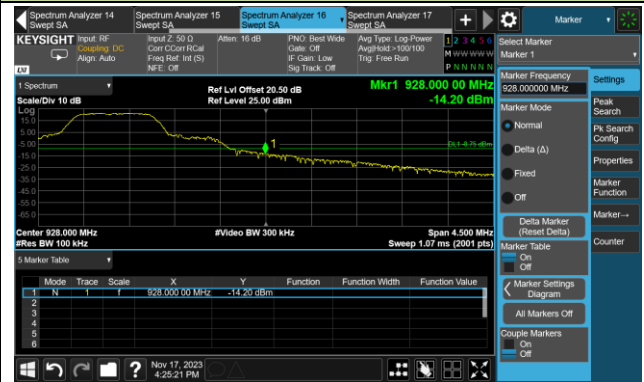 Spectrum Analyzer 14
Swept SA
Spectrum Analyzer 15
Swept SA
Spectrum Analyzer 16
Swept SA
Spectrum Analyzer 17
Swept SA
+
Marker
KEYSIGHT
Input: RF
Coupling: DC
Align: Auto
Input Z: 50 Ω
Corr CCorr RCal
Freq Ref: Int (S)
NFE: Off
Atten: 16 dB
PNO: Best Wide
Gate: Off
IF Gain: Low
Sig Track: Off
Avg Type: Log-Power
Avg|Hold:>100/100
Trig: Free Run
1 2 3 4 5 6
M W W W W W
P N N N N N
LXI
Select Marker
Marker 1
1 Spectrum
Scale/Div 10 dB
Ref Lvl Offset 20.50 dB
Ref Level 25.00 dBm
Mkr1 928.000 00 MHz
-14.20 dBm
Log
15.0
5.00
-5.00
-15.0
-25.0
-35.0
-45.0
-55.0
-65.0
1
DL1 -8.75 dBm
Center 928.000 MHz
#Res BW 100 kHz
#Video BW 300 kHz
Span 4.500 MHz
Sweep 1.07 ms (2001 pts)
5 Marker Table
Mode Trace Scale X Y Function Function Width Function Value
1 N 1 f 928.000 00 MHz -14.20 dBm
2
3
4
5
6
Marker Frequency
928.000000 MHz
Marker Mode
Normal
Delta (Δ)
Fixed
Off
Delta Marker
(Reset Delta)
Marker Table
On
Off
Marker Settings
Diagram
All Markers Off
Couple Markers
On
Off
Settings
Peak
Search
Pk Search
Config
Properties
Marker
Function
Marker→
Counter
?
Nov 17, 2023
4:25:21 PM